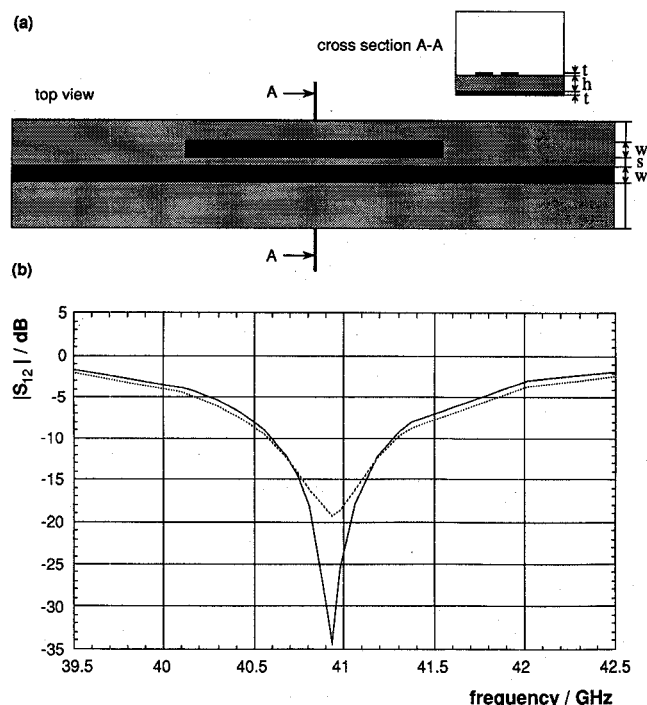 (a)
cross section A-A
t
h
t
top view
A
w
s
w
A
(b)
|S12| / dB
5
0
-5
-10
-15
-20
-25
-30
-35
39.5 40 40.5 41 41.5 42 42.5
frequency / GHz